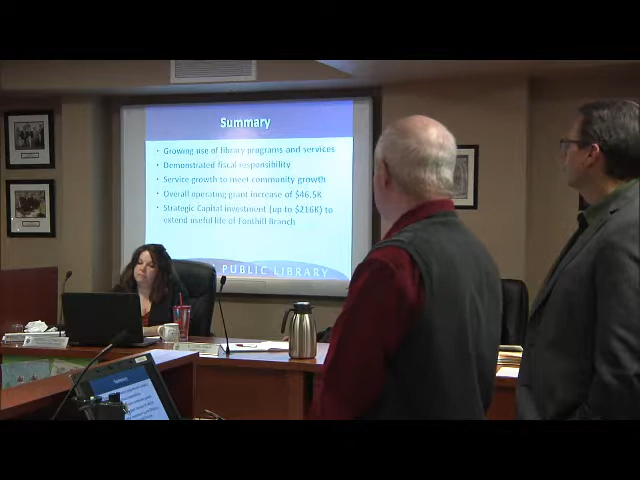 Summary
• Growing use of library programs and services
• Demonstrated fiscal responsibility
• Service growth to meet community growth
• Overall operating grant increase of $46.5K
• Strategic Capital investment (up to $216K) to
extend useful life of Fonthill Branch
PUBLIC LIBRARY
Summary